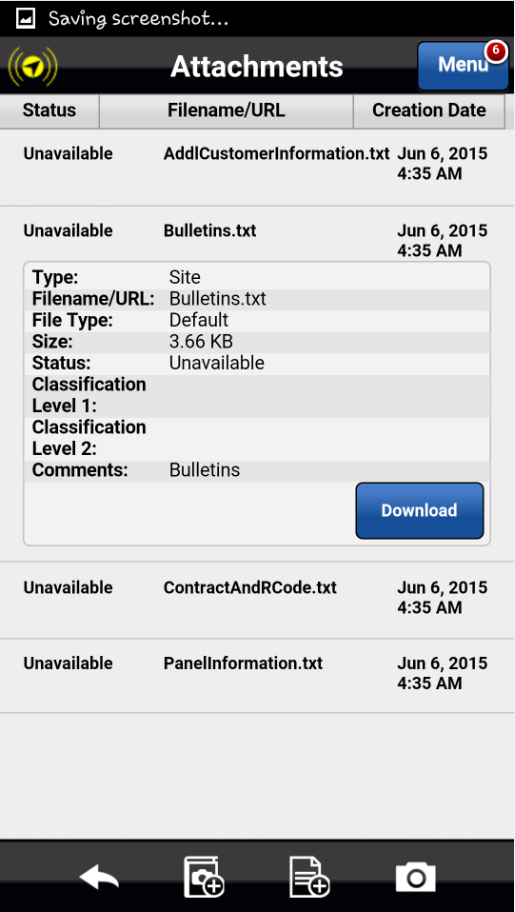 Saving screenshot...
Attachments
Menu
6
Status Filename/URL Creation Date
Unavailable AddlCustomerInformation.txt Jun 6, 2015
4:35 AM
Unavailable Bulletins.txt Jun 6, 2015
4:35 AM
Type: Site
Filename/URL: Bulletins.txt
File Type: Default
Size: 3.66 KB
Status: Unavailable
Classification
Level 1:
Classification
Level 2:
Comments: Bulletins
Download
Unavailable ContractAndRCode.txt Jun 6, 2015
4:35 AM
Unavailable PanelInformation.txt Jun 6, 2015
4:35 AM